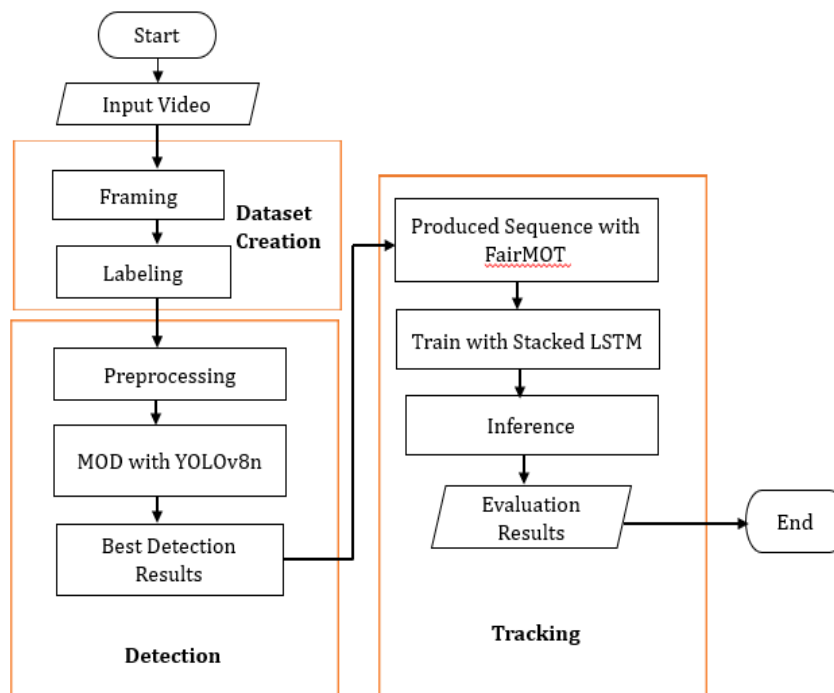 Start
Input Video
Framing
Dataset
Creation
Labeling
Preprocessing
MOD with YOLOv8n
Best Detection
Results
Detection
Produced Sequence with
FairMOT
Train with Stacked LSTM
Inference
Evaluation
Results
Tracking
End